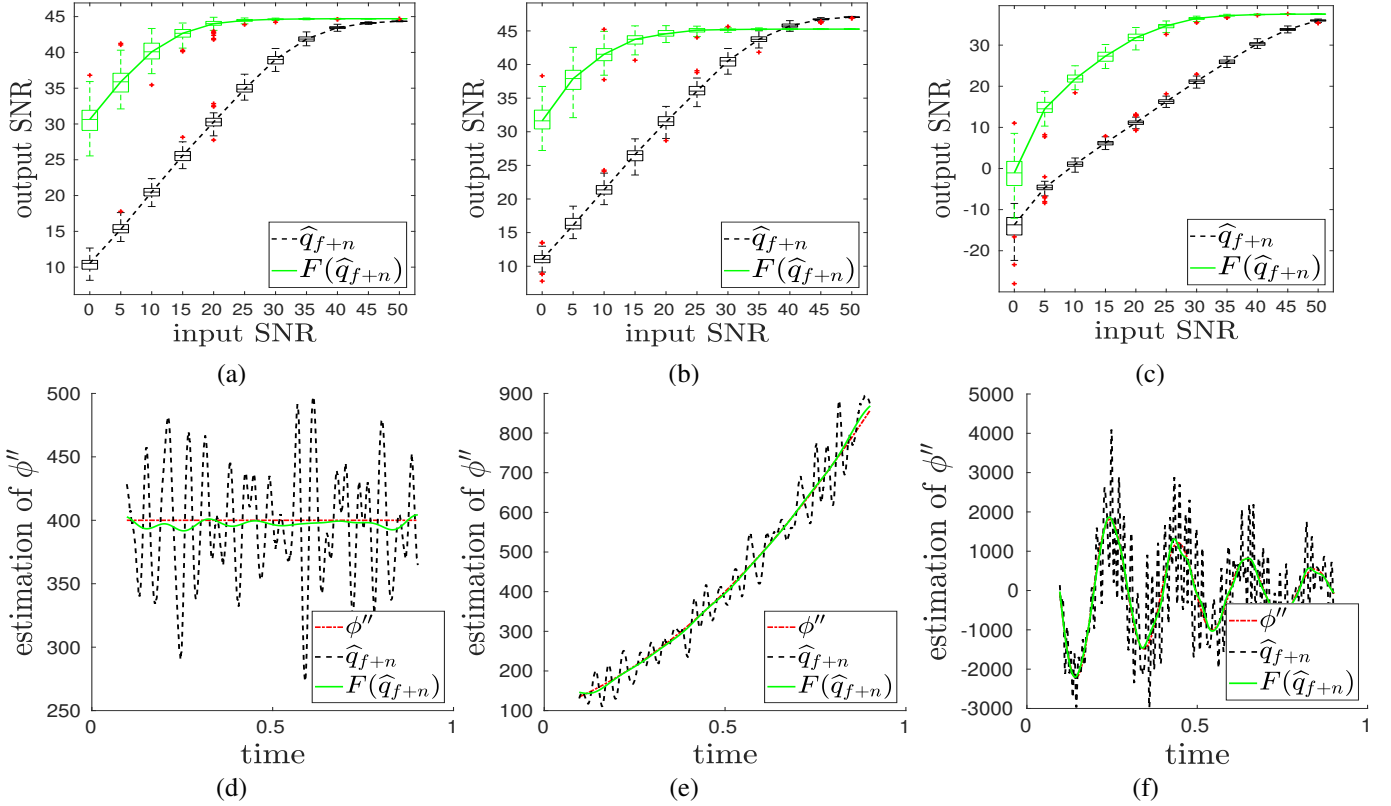 output SNR
45
40
35
30
25
20
15
10
0 5 10 15 20 25 30 35 40 45 50
input SNR
q̂_{f+n}
F(q̂_{f+n})
(a)
output SNR
45
40
35
30
25
20
15
10
0 5 10 15 20 25 30 35 40 45 50
input SNR
q̂_{f+n}
F(q̂_{f+n})
(b)
output SNR
30
20
10
0
-10
-20
0 5 10 15 20 25 30 35 40 45 50
input SNR
q̂_{f+n}
F(q̂_{f+n})
(c)
estimation of ϕ″
500
450
400
350
300
250
0 0.5 1
time
ϕ″
q̂_{f+n}
F(q̂_{f+n})
(d)
estimation of ϕ″
900
800
700
600
500
400
300
200
100
0 0.5 1
time
ϕ″
q̂_{f+n}
F(q̂_{f+n})
(e)
estimation of ϕ″
5000
4000
3000
2000
1000
0
-1000
-2000
-3000
0 0.5 1
time
ϕ″
q̂_{f+n}
F(q̂_{f+n})
(f)